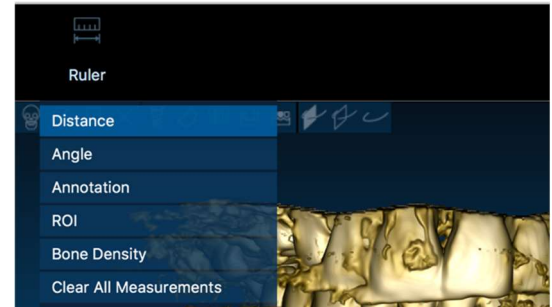 Ruler
Distance
Angle
Annotation
ROI
Bone Density
Clear All Measurements